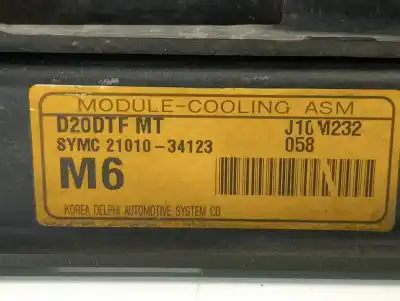 MODULE-COOLING ASM
D20DTF MT J10M232
SYMC 21010-34123 058
M6
KOREA DELPHI AUTOMOTIVE SYSTEM CO